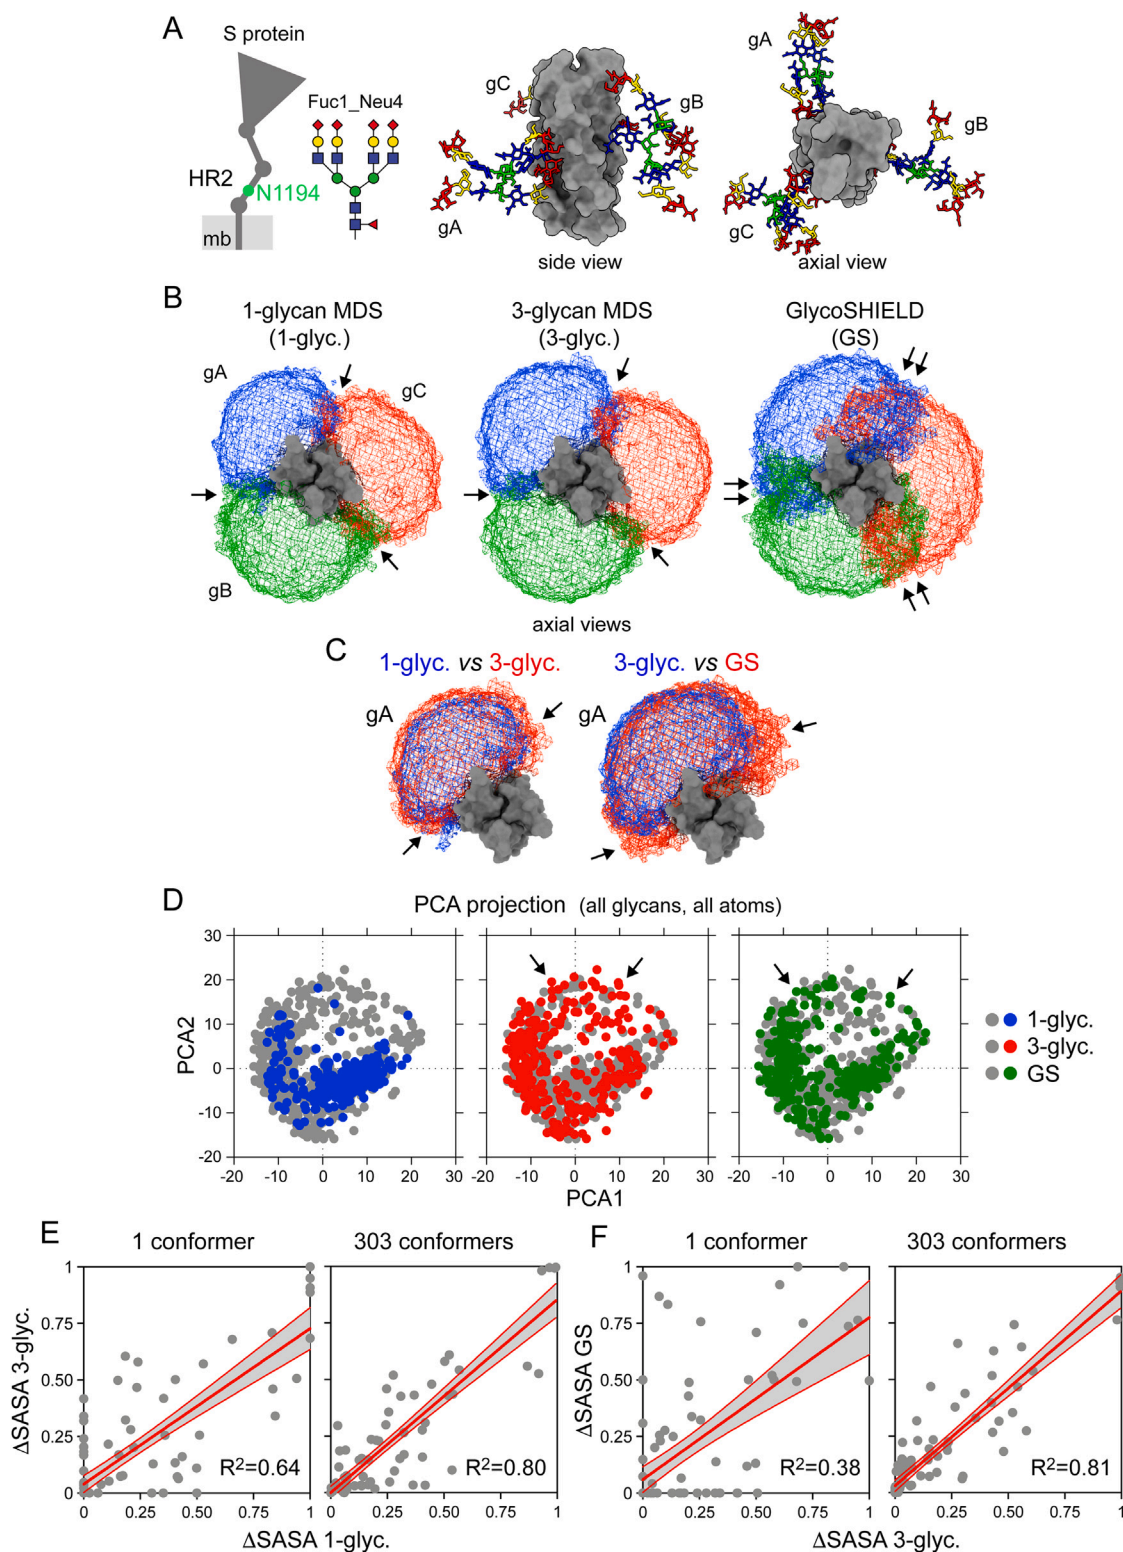 A
S protein
Fuc1_Neu4
HR2
N1194
mb
gC
gB
gA
side view
gA
gB
gC
axial view
B
1-glycan MDS
(1-glyc.)
3-glycan MDS
(3-glyc.)
GlycoSHIELD
(GS)
gA
gC
gB
axial views
C
1-glyc. vs 3-glyc.
3-glyc. vs GS
gA
gA
D
PCA projection (all glycans, all atoms)
PCA2
30
20
10
0
-10
-20
-20 -10 0 10 20 30
-20 -10 0 10 20 30
-20 -10 0 10 20 30
PCA1
1-glyc.
3-glyc.
GS
E
1 conformer
303 conformers
ΔSASA 3-glyc.
1
0.75
0.50
0.25
0
R²=0.64
R²=0.80
0 0.25 0.50 0.75 1
0 0.25 0.50 0.75 1
ΔSASA 1-glyc.
F
1 conformer
303 conformers
ΔSASA GS
1
0.75
0.50
0.25
0
R²=0.38
R²=0.81
0 0.25 0.50 0.75 1
0 0.25 0.50 0.75 1
ΔSASA 3-glyc.